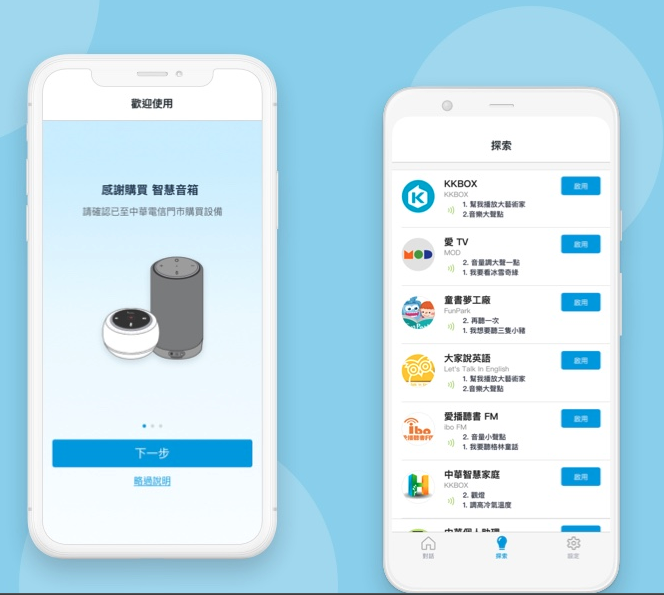 歡迎使用
感謝購買 智慧音箱
請確認已至中華電信門市購買設備
下一步
略過說明
探索
KKBOX
KKBOX
1. 幫我播放大藝術家
2.音樂大聲點
啟用
愛 TV
MOD
2. 音量調大聲一點
1. 我要看冰雪奇緣
啟用
MOD
童書夢工廠
FunPark
2. 再聽一次
1. 我想要聽三隻小豬
啟用
大家說英語
Let's Talk In English
1. 幫我播放大藝術家
2.音樂大聲點
啟用
愛播聽書 FM
ibo FM
2. 音量小聲點
1. 我要聽格林童話
啟用
ibo
中華智慧家庭
KKBOX
2. 觀燈
1. 調高冷氣溫度
啟用
中華個人助理
對話
探索
設定